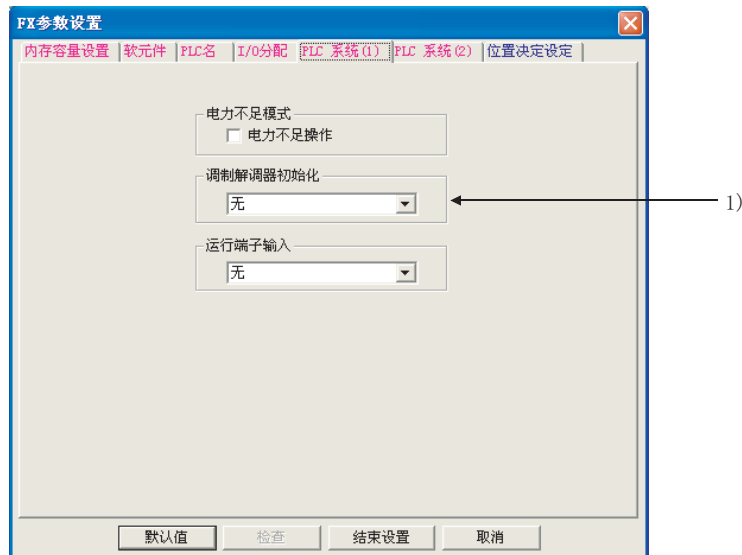 FX参数设置
内存容量设置 软元件 PLC名 I/O分配 PLC 系统(1) PLC 系统(2) 位置决定设定
电力不足模式
电力不足操作
调制解调器初始化
无
1)
运行端子输入
无
默认值 检查 结束设置 取消